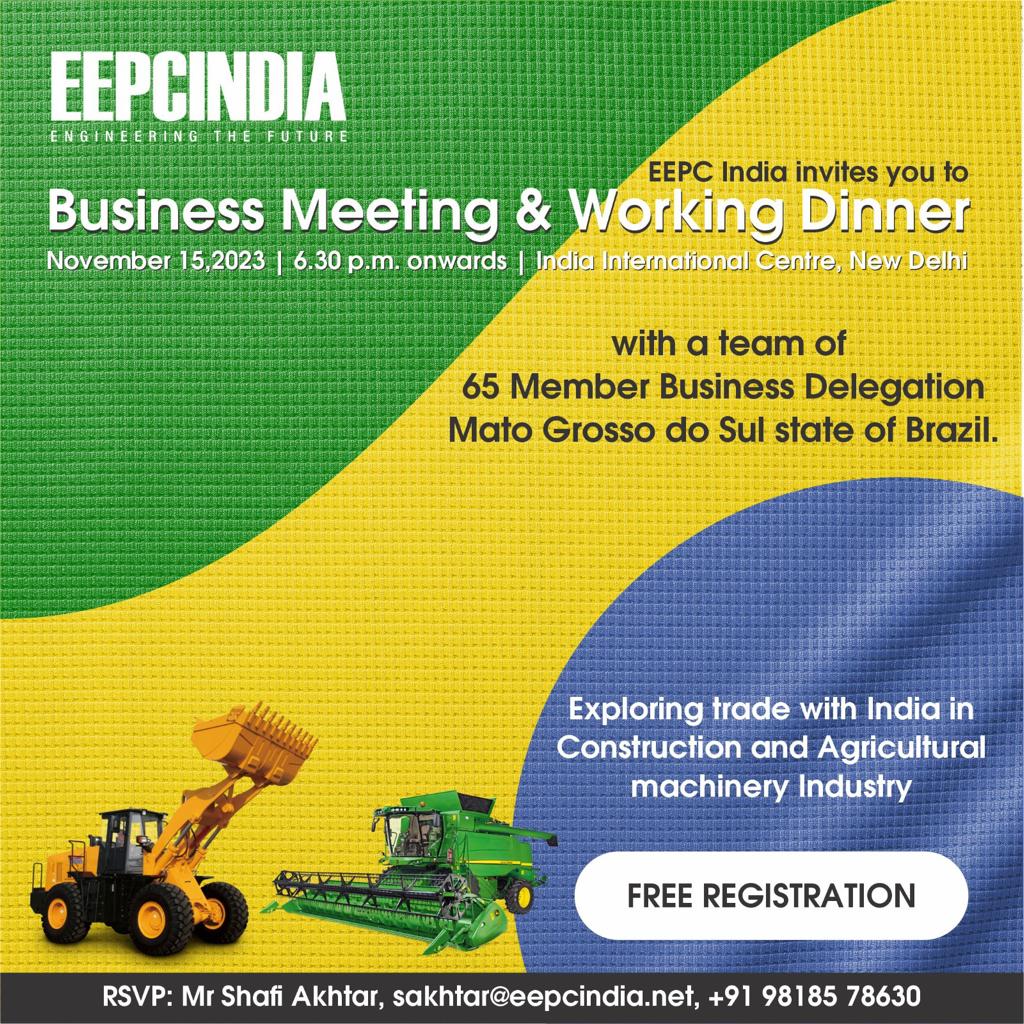 EEPCINDIA
ENGINEERING THE FUTURE
EEPC India invites you to
Business Meeting & Working Dinner
November 15,2023 | 6.30 p.m. onwards | India International Centre, New Delhi
with a team of
65 Member Business Delegation
Mato Grosso do Sul state of Brazil.
Exploring trade with India in
Construction and Agricultural
machinery Industry
FREE REGISTRATION
RSVP: Mr Shafi Akhtar, sakhtar@eepcindia.net, +91 98185 78630